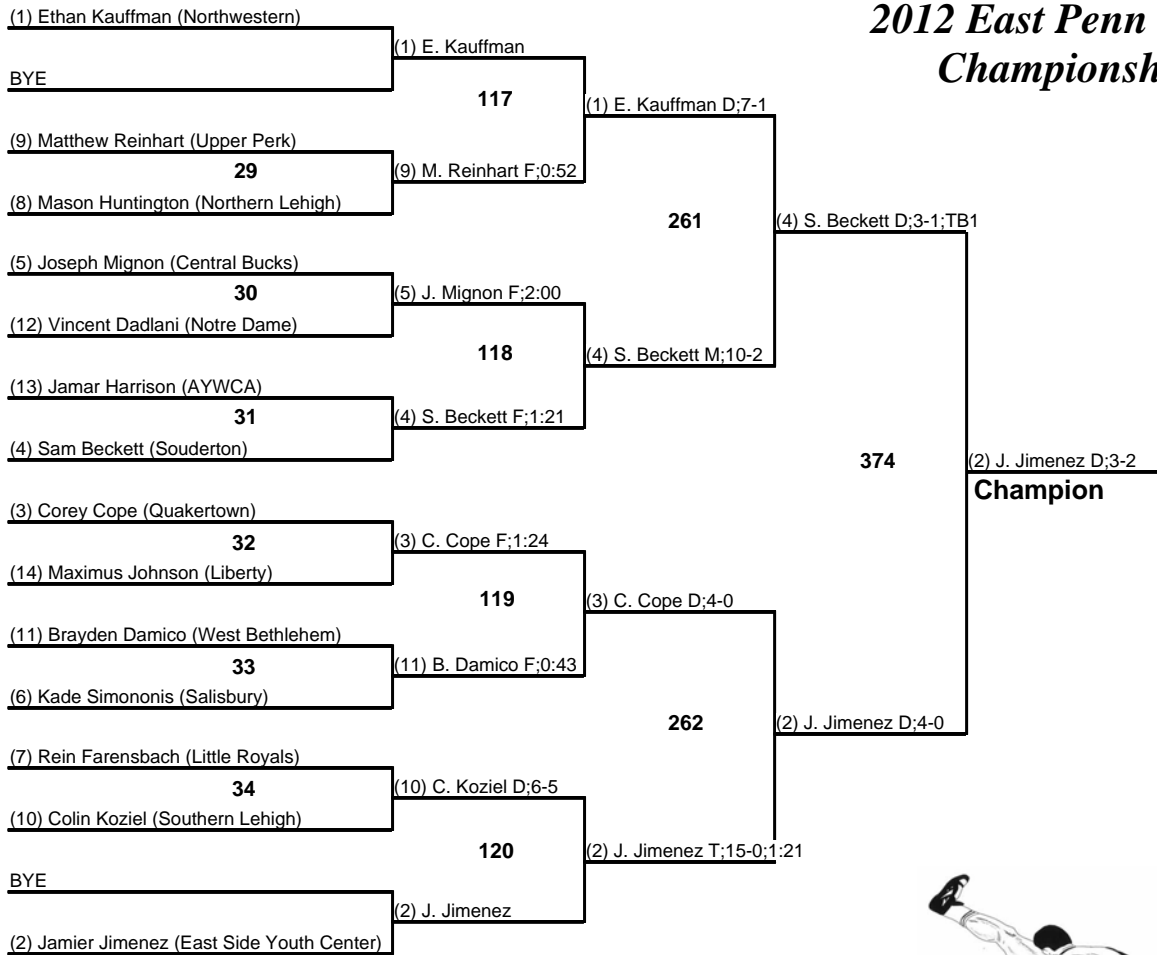 2012 East Penn
Championsh
(1) Ethan Kauffman (Northwestern)
(1) E. Kauffman
BYE
117
(1) E. Kauffman D;7-1
(9) Matthew Reinhart (Upper Perk)
29
(9) M. Reinhart F;0:52
(8) Mason Huntington (Northern Lehigh)
261
(4) S. Beckett D;3-1;TB1
(5) Joseph Mignon (Central Bucks)
30
(5) J. Mignon F;2:00
(12) Vincent Dadlani (Notre Dame)
118
(4) S. Beckett M;10-2
(13) Jamar Harrison (AYWCA)
31
(4) S. Beckett F;1:21
(4) Sam Beckett (Souderton)
374
(2) J. Jimenez D;3-2
Champion
(3) Corey Cope (Quakertown)
32
(3) C. Cope F;1:24
(14) Maximus Johnson (Liberty)
119
(3) C. Cope D;4-0
(11) Brayden Damico (West Bethlehem)
33
(11) B. Damico F;0:43
(6) Kade Simononis (Salisbury)
262
(2) J. Jimenez D;4-0
(7) Rein Farensbach (Little Royals)
34
(10) C. Koziel D;6-5
(10) Colin Koziel (Southern Lehigh)
120
(2) J. Jimenez T;15-0;1:21
BYE
(2) J. Jimenez
(2) Jamier Jimenez (East Side Youth Center)